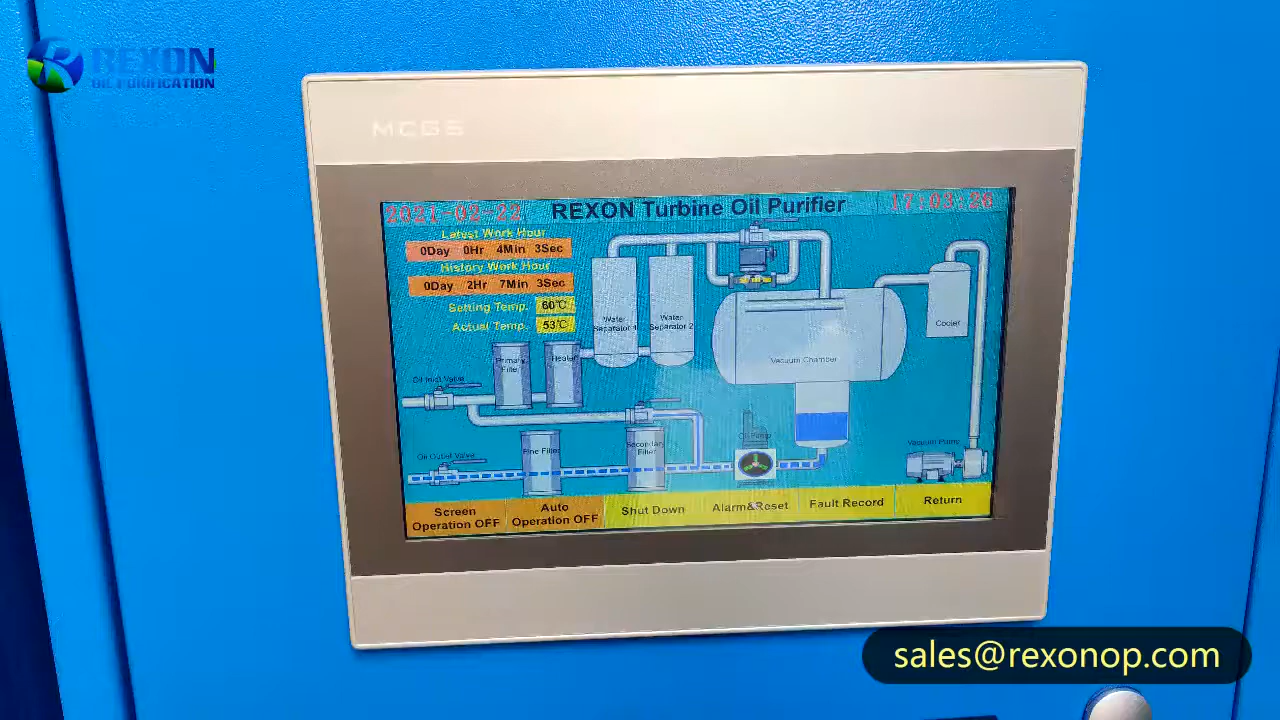 REXON
OIL PURIFICATION
MCGS
2021-02-22
REXON Turbine Oil Purifier
17:03:26
Latest Work Hour
0Day 0Hr 4Min 3Sec
History Work Hour
0Day 2Hr 7Min 3Sec
Setting Temp. 60℃
Actual Temp. 53℃
Water
Separator 1
Water
Separator 2
Cooler
Vacuum Chamber
Primary
Filter
Heater
Oil Inlet Valve
Oil Outlet Valve
Fine Filter
Secondary
Filter
Oil Pump
Vacuum Pump
Screen
Operation OFF
Auto
Operation OFF
Shut Down
Alarm&Reset
Fault Record
Return
sales@rexonop.com